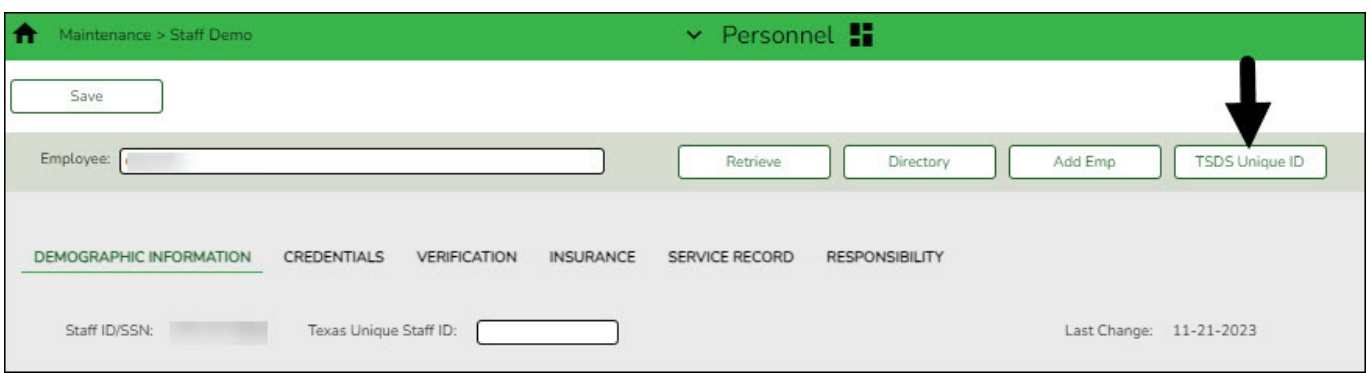 Maintenance > Staff Demo
Personnel
Save
Employee:
Retrieve
Directory
Add Emp
TSDS Unique ID
DEMOGRAPHIC INFORMATION CREDENTIALS VERIFICATION INSURANCE SERVICE RECORD RESPONSIBILITY
Staff ID/SSN:
Texas Unique Staff ID:
Last Change: 11-21-2023